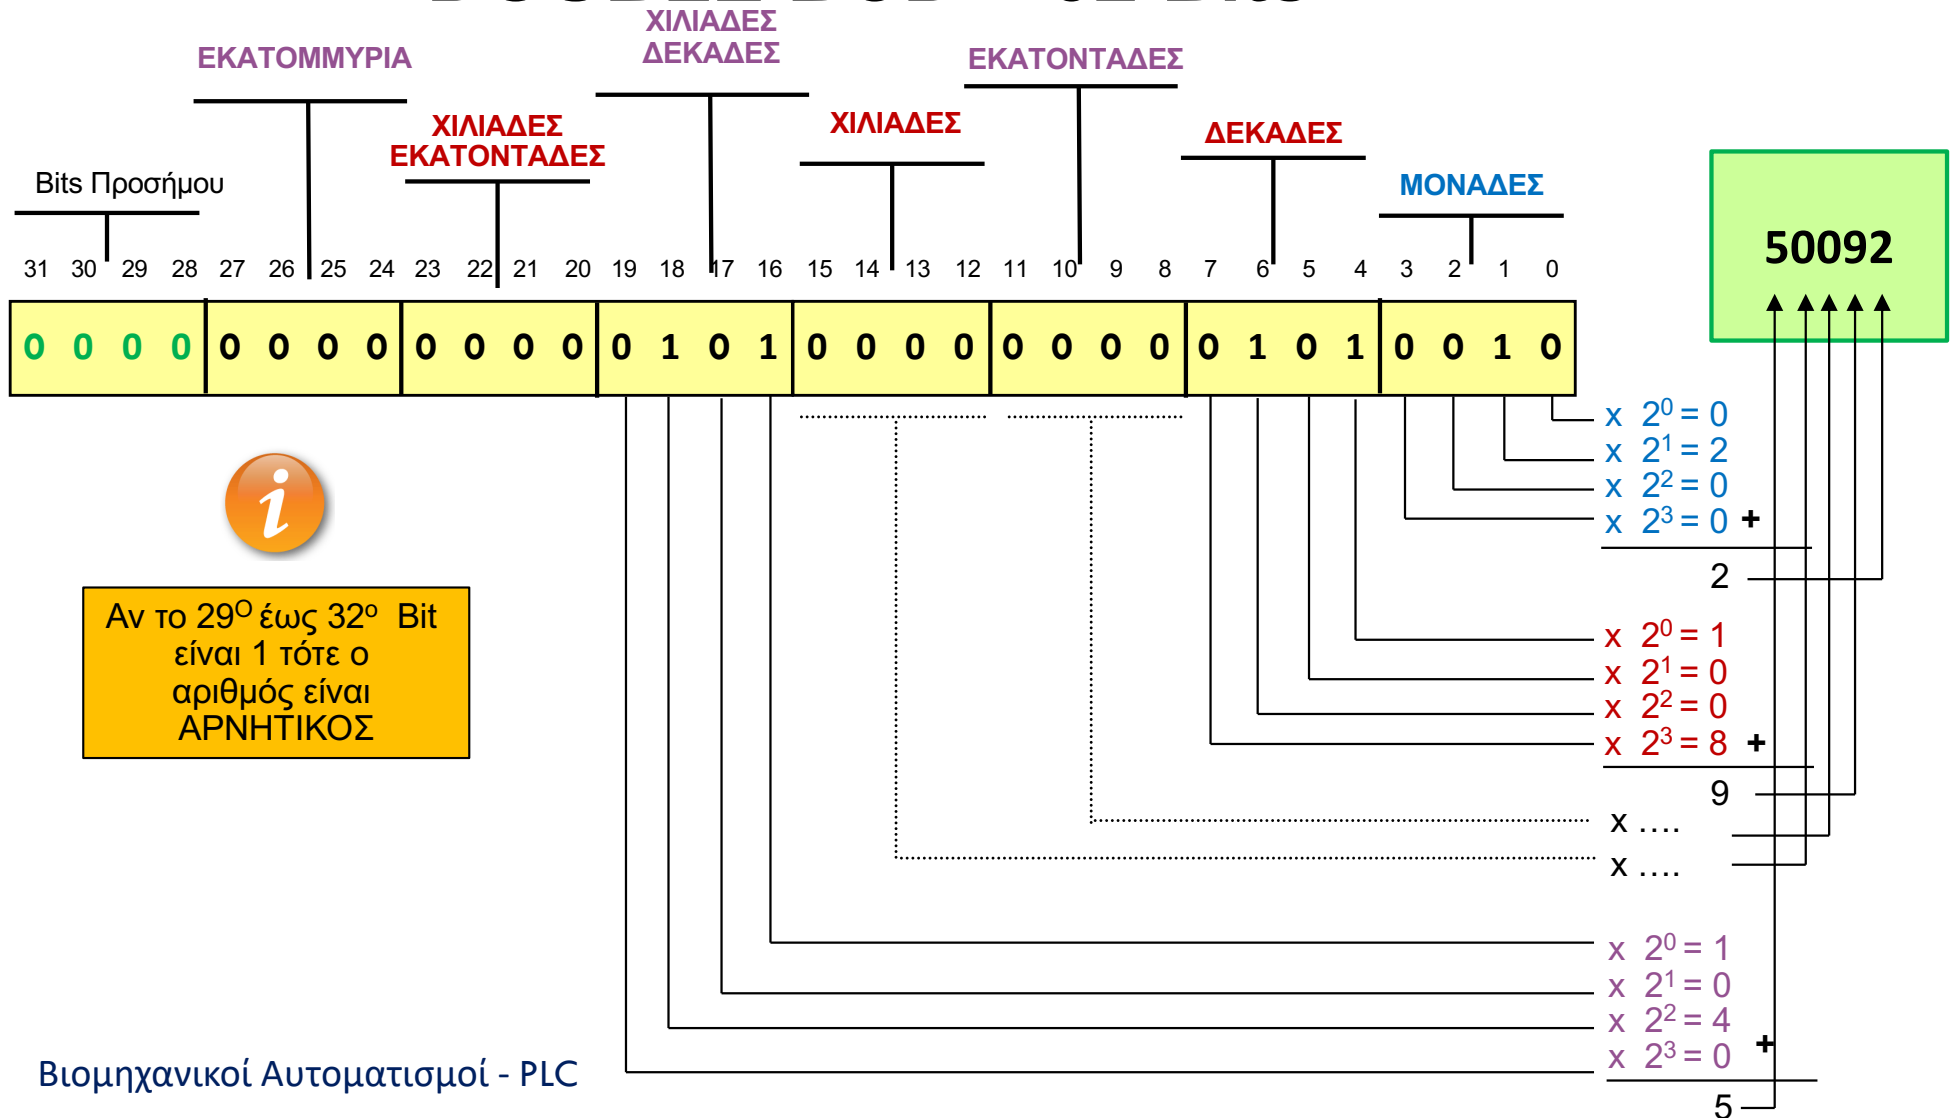 ΕΚΑΤΟΜΜΥΡΙΑ
ΧΙΛΙΑΔΕΣ
ΔΕΚΑΔΕΣ
ΕΚΑΤΟΝΤΑΔΕΣ
ΧΙΛΙΑΔΕΣ
ΕΚΑΤΟΝΤΑΔΕΣ
ΧΙΛΙΑΔΕΣ
ΔΕΚΑΔΕΣ
Bits Προσήμου
ΜΟΝΑΔΕΣ
50092
31 30 29 28 27 26 25 24 23 22 21 20 19 18 17 16 15 14 13 12 11 10 9 8 7 6 5 4 3 2 1 0
0 0 0 0 0 0 0 0 0 0 0 0 0 1 0 1 0 0 0 0 0 0 0 0 0 1 0 1 0 0 1 0
x 2⁰ = 0
x 2¹ = 2
x 2² = 0
x 2³ = 0 +
2
i
Αν το 29Ο έως 32ο Bit
είναι 1 τότε ο
αριθμός είναι
ΑΡΝΗΤΙΚΟΣ
x 2⁰ = 1
x 2¹ = 0
x 2² = 0
x 2³ = 8 +
9
x ….
x ….
x 2⁰ = 1
x 2¹ = 0
x 2² = 4
x 2³ = 0 +
5
Βιομηχανικοί Αυτοματισμοί - PLC